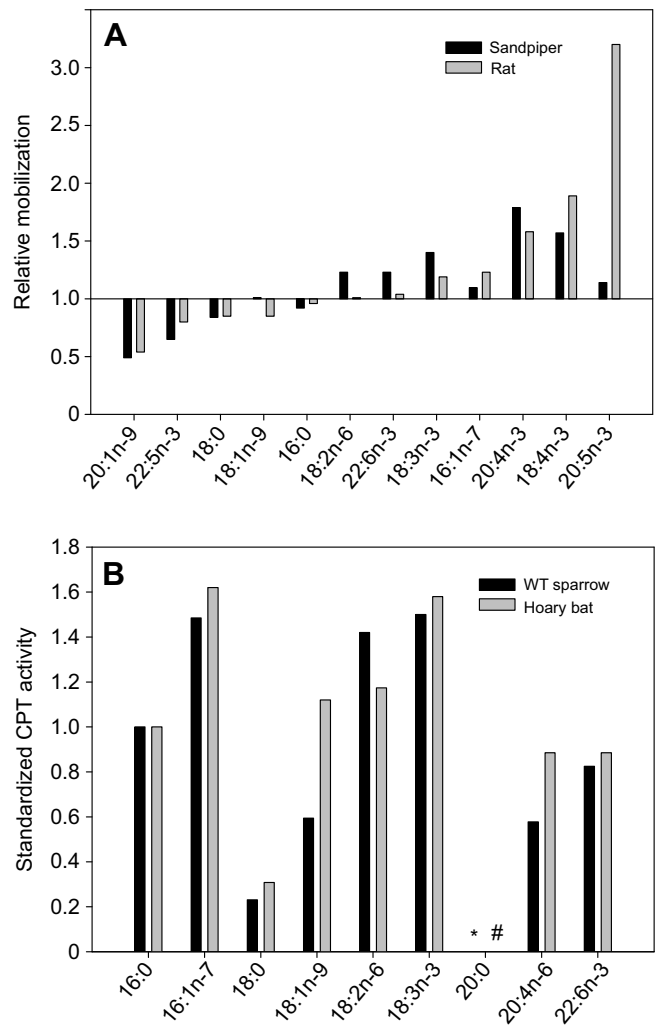 A
Sandpiper
Rat
Relative mobilization
3.0
2.5
2.0
1.5
1.0
0.5
0
20:1n-9
22:5n-3
18:0
18:1n-9
16:0
18:2n-6
22:6n-3
18:3n-3
16:1n-7
20:4n-3
18:4n-3
20:5n-3
B
WT sparrow
Hoary bat
Standardized CPT activity
1.8
1.6
1.4
1.2
1.0
0.8
0.6
0.4
0.2
0
* #
16:0
16:1n-7
18:0
18:1n-9
18:2n-6
18:3n-3
20:0
20:4n-6
22:6n-3